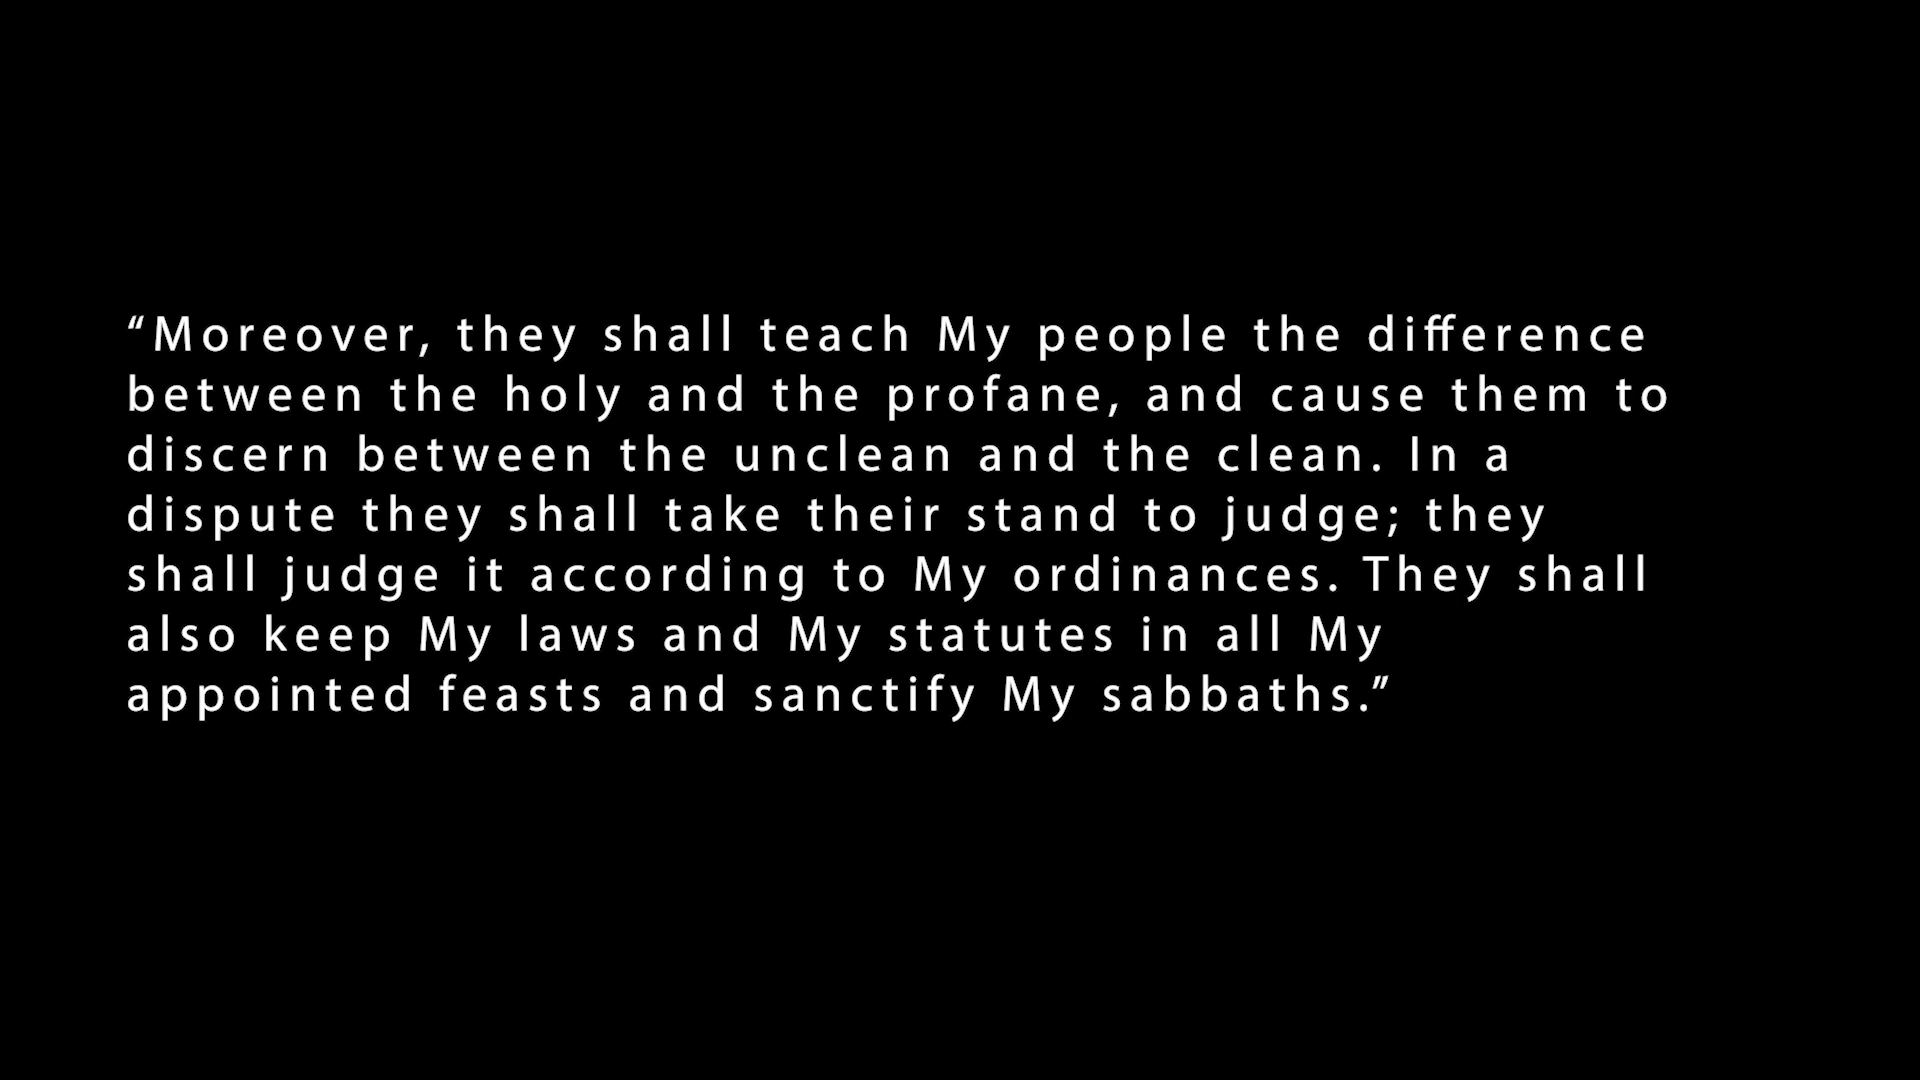 “Moreover, they shall teach My people the difference
between the holy and the profane, and cause them to
discern between the unclean and the clean. In a
dispute they shall take their stand to judge; they
shall judge it according to My ordinances. They shall
also keep My laws and My statutes in all My
appointed feasts and sanctify My sabbaths.”